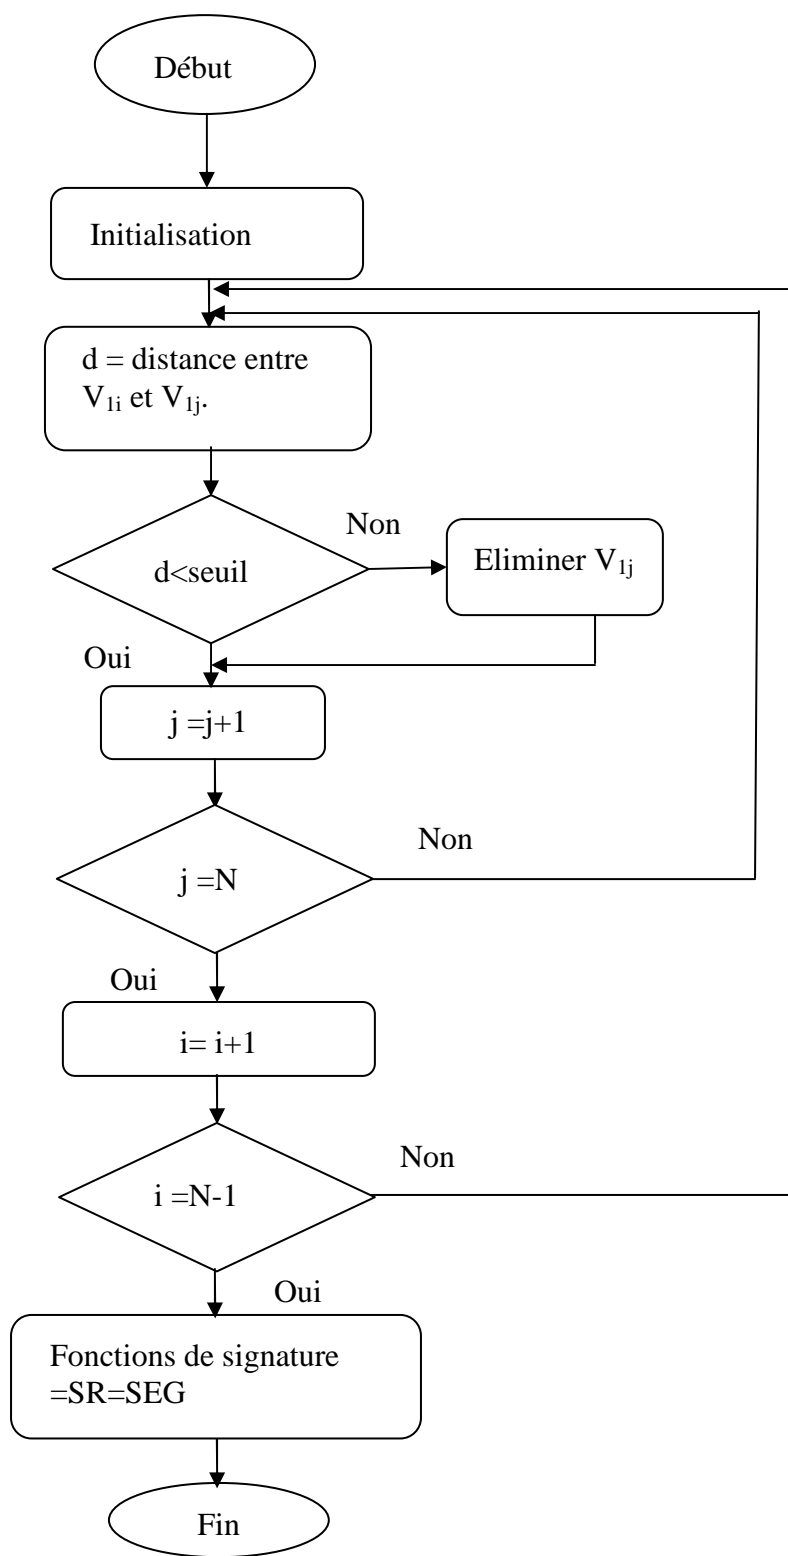 Début
Initialisation
d = distance entre
V₁ᵢ et V₁ⱼ.
Non
d<seuil
Eliminer V₁ⱼ
Oui
j =j+1
Non
j =N
Oui
i= i+1
Non
i =N-1
Oui
Fonctions de signature
=SR=SEG
Fin